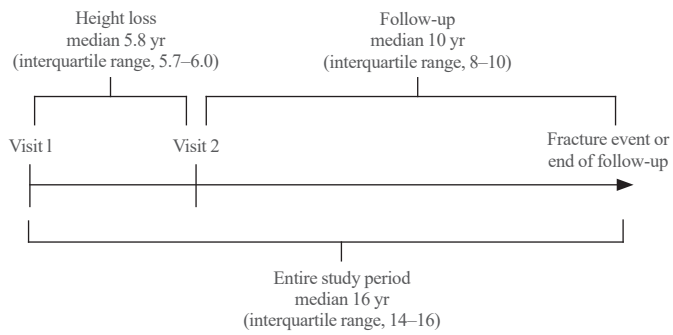 Height loss
median 5.8 yr
(interquartile range, 5.7–6.0)
Follow-up
median 10 yr
(interquartile range, 8–10)
Visit 1
Visit 2
Fracture event or
end of follow-up
Entire study period
median 16 yr
(interquartile range, 14–16)